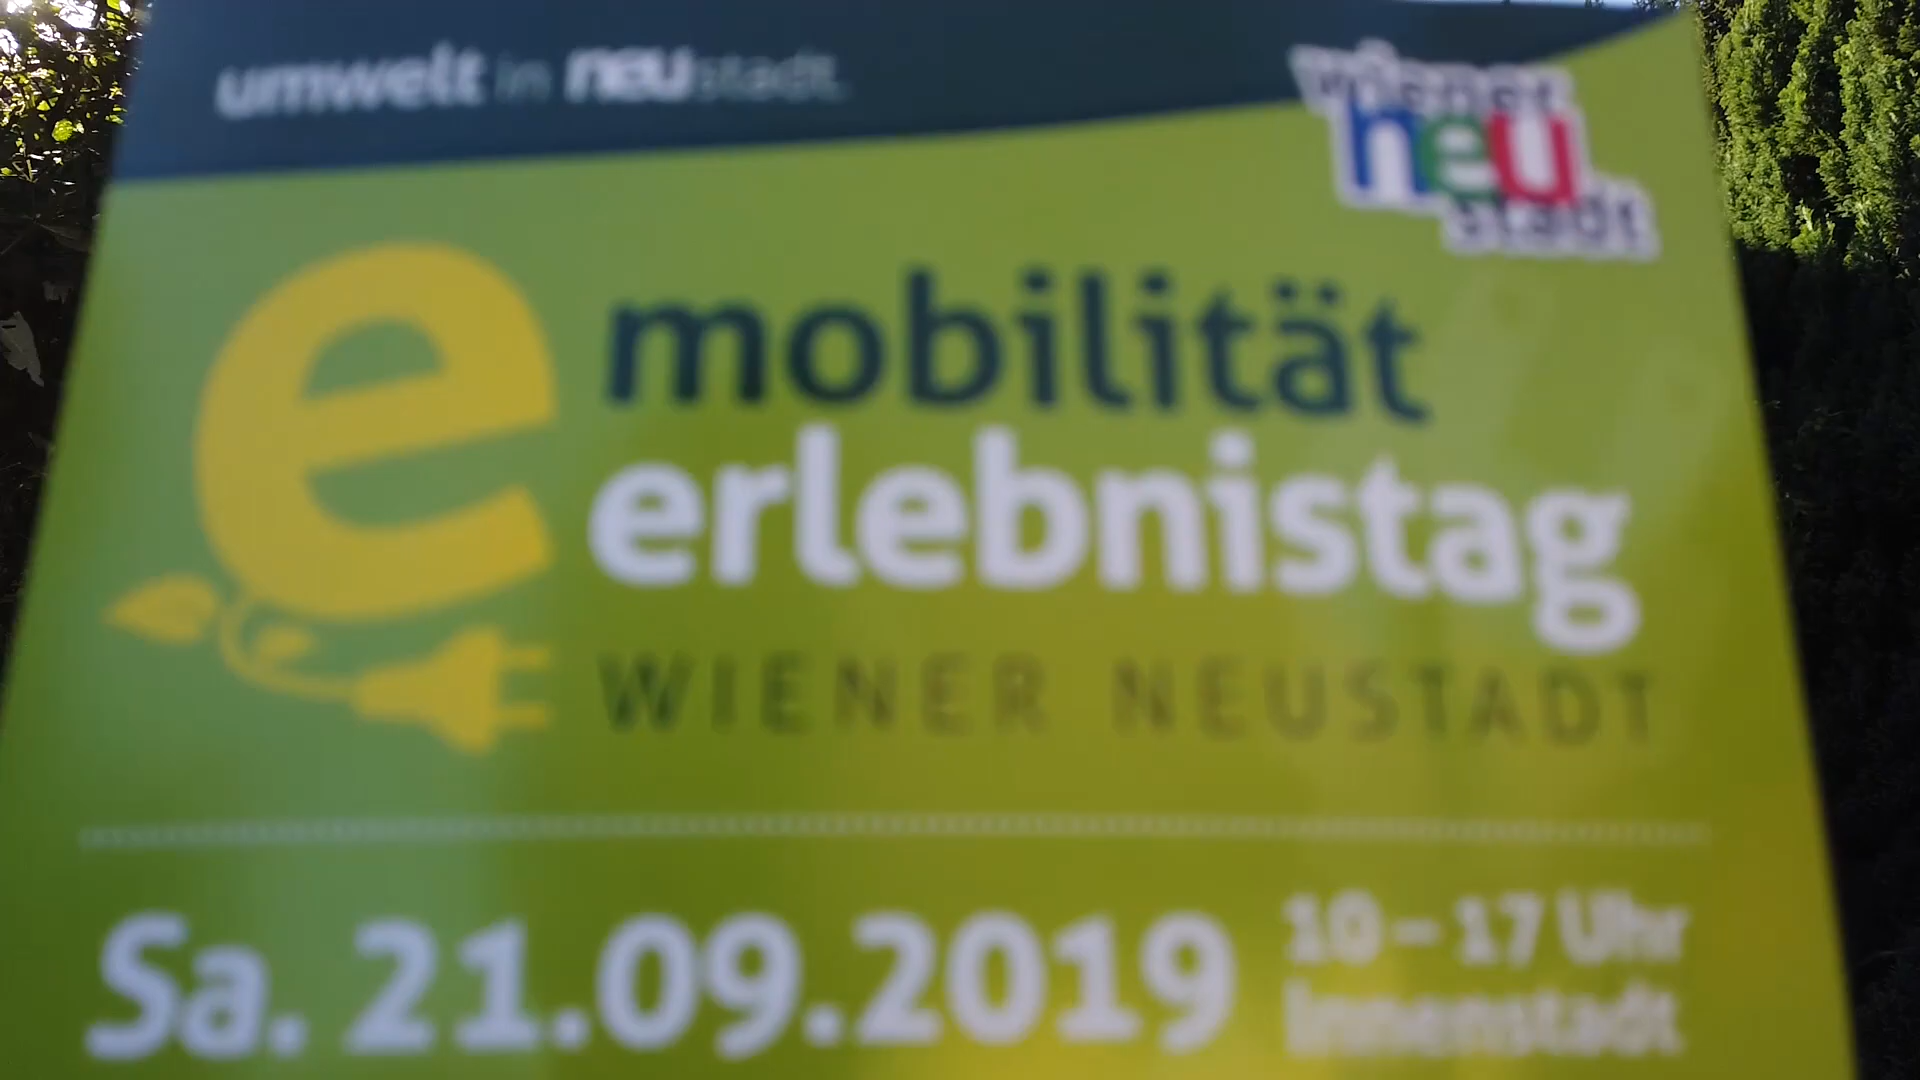 umwelt in neustadt.
wiener
neu
stadt
e mobilität
erlebnistag
WIENER NEUSTADT
Sa. 21.09.2019
10 – 17 Uhr
Innenstadt